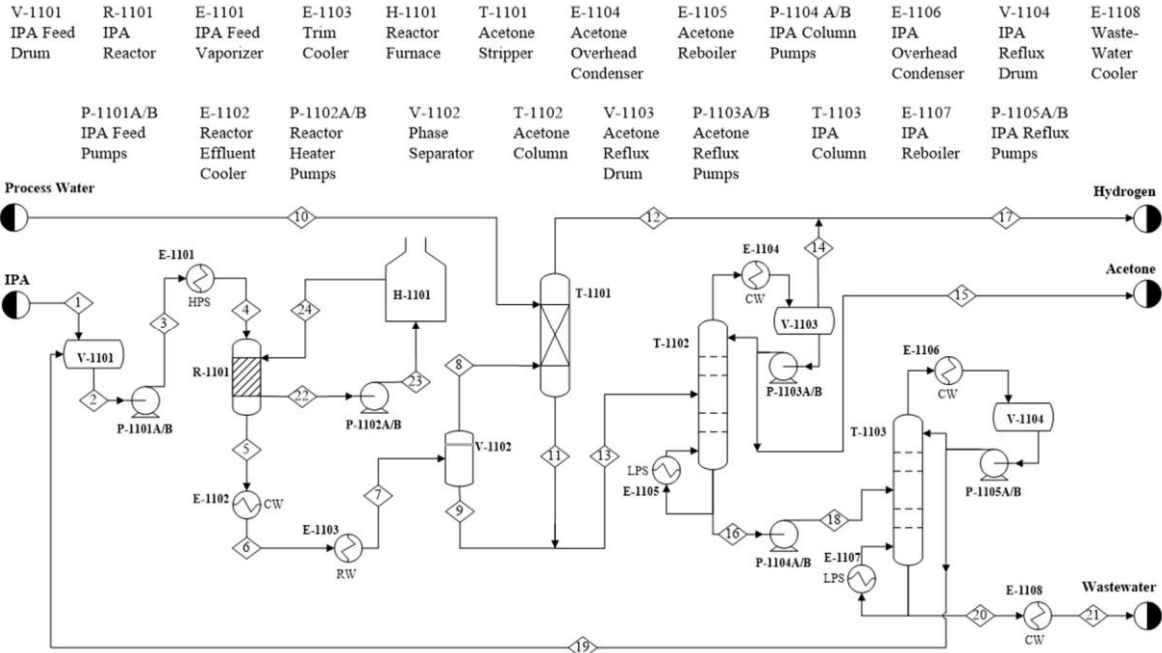 V-1101 R-1101 E-1101 E-1103 H-1101 T-1101 E-1104 E-1105 P-1104 A/B E-1106 V-1104 E-1108
IPA Feed IPA IPA Feed Trim Reactor Acetone Acetone Acetone IPA Column IPA IPA Waste-
Drum Reactor Vaporizer Cooler Furnace Stripper Overhead Reboiler Pumps Overhead Reflux Water
Condenser Condenser Drum Cooler
P-1101A/B E-1102 P-1102A/B V-1102 T-1102 V-1103 P-1103A/B T-1103 E-1107 P-1105A/B
IPA Feed Reactor Reactor Phase Acetone Acetone Acetone IPA IPA IPA Reflux
Pumps Effluent Heater Separator Column Reflux Reflux Column Reboiler Pumps
Cooler Pumps Drum Pumps
Process Water
Hydrogen
10
12
17
E-1101
E-1104
14
IPA
HPS
CW
Acetone
1
3
4
24
H-1101
T-1101
15
V-1101
V-1103
R-1101
T-1102
E-1106
2
22
23
8
P-1103A/B
CW
P-1101A/B
P-1102A/B
V-1104
T-1103
5
V-1102
11
13
LPS
E-1105
E-1102
CW
7
9
P-1105A/B
6
E-1103
RW
16
18
P-1104A/B
E-1107
LPS
E-1108
Wastewater
20
21
CW
19